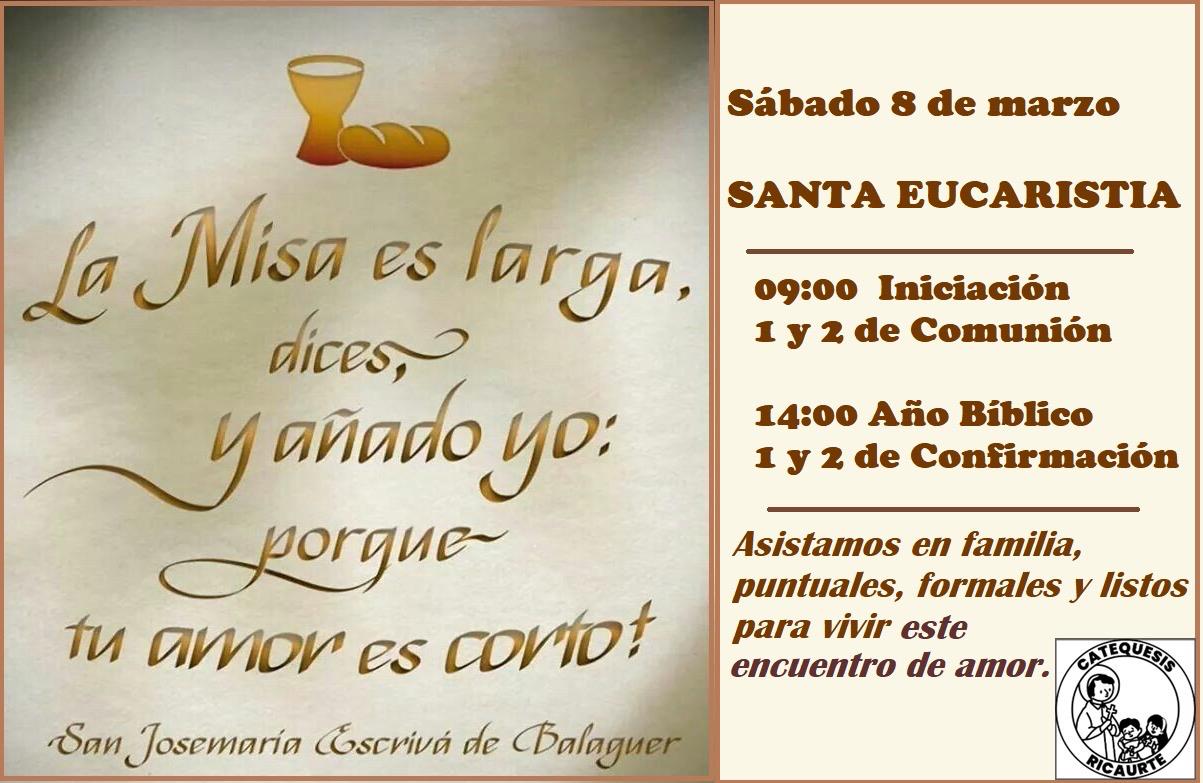 La Misa es larga,
dices,
y añado yo:
porque
tu amor es corto!
San Josemaría Escrivá de Balaguer
Sábado 8 de marzo
SANTA EUCARISTIA
09:00 Iniciación
1 y 2 de Comunión
14:00 Año Bíblico
1 y 2 de Confirmación
Asistamos en familia,
puntuales, formales y listos
para vivir este
encuentro de amor.
CATEQUESIS
RICAURTE